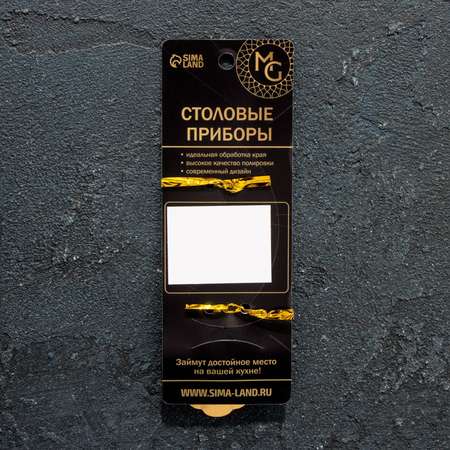 SIMA
LAND
MG
СТОЛОВЫЕ
ПРИБОРЫ
• идеальная обработка края
• высокое качество полировки
• современный дизайн
Займут достойное место
на вашей кухне!
WWW.SIMA-LAND.RU